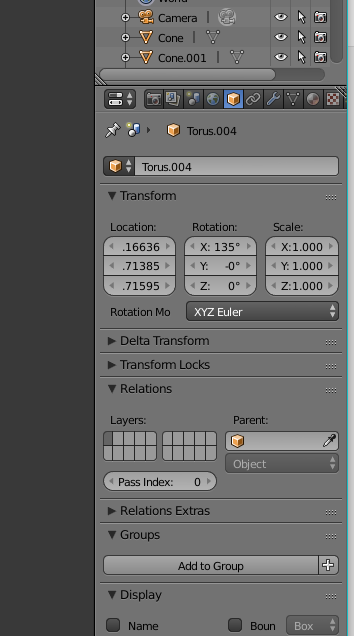 Camera
Cone
Cone.001
Torus.004
Torus.004
Transform
Location: Rotation: Scale:
.16636 X: 135° X:1.000
.71385 Y: -0° Y:1.000
.71595 Z: 0° Z:1.000
Rotation Mo XYZ Euler
Delta Transform
Transform Locks
Relations
Layers: Parent:
Object
Pass Index: 0
Relations Extras
Groups
Add to Group
Display
Name Boun Box